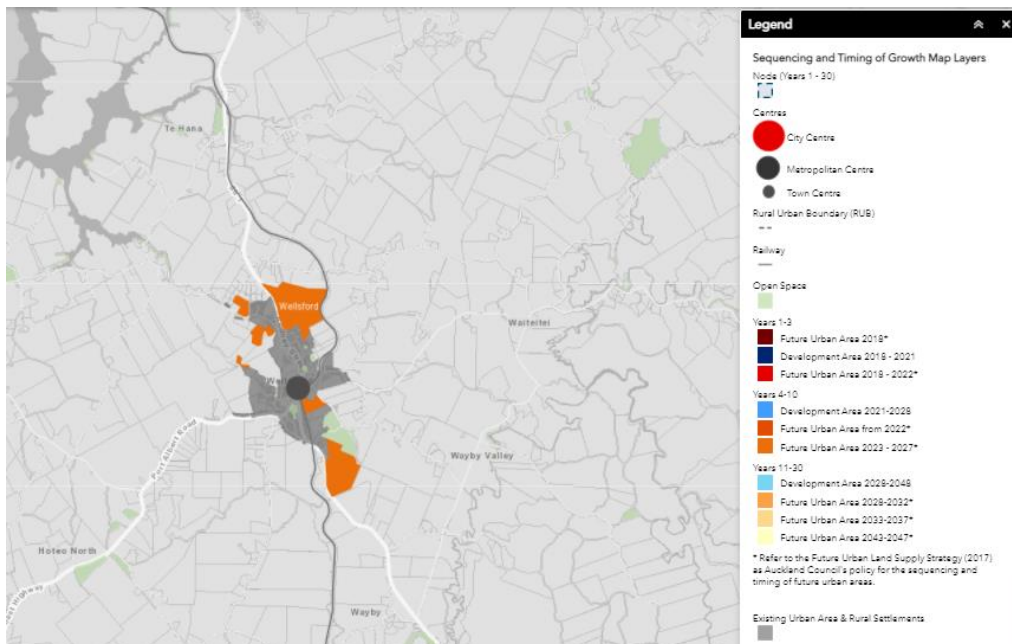 Te Hana
Wellsford
Waiteitei
Port Albert Road
Wayby Valley
Hoteo North
Wayby
Legend
Sequencing and Timing of Growth Map Layers
Node (Years 1 - 30)
Centres
City Centre
Metropolitan Centre
Town Centre
Rural Urban Boundary (RUB)
Railway
Open Space
Years 1-3
Future Urban Area 2018*
Development Area 2018 - 2021
Future Urban Area 2018 - 2022*
Years 4-10
Development Area 2021-2028
Future Urban Area from 2022*
Future Urban Area 2023 - 2027*
Years 11-30
Development Area 2028-2048
Future Urban Area 2028-2032*
Future Urban Area 2033-2037*
Future Urban Area 2043-2047*
* Refer to the Future Urban Land Supply Strategy (2017)
as Auckland Council's policy for the sequencing and
timing of future urban areas.
Existing Urban Area & Rural Settlements